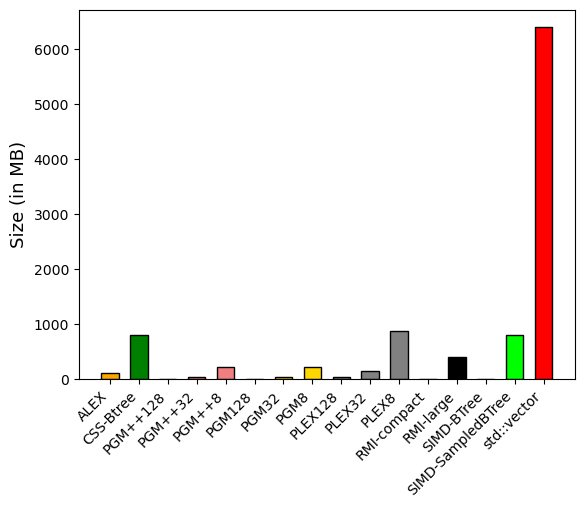 Size (in MB)
6000
5000
4000
3000
2000
1000
0
ALEX
CSS-Btree
PGM++128
PGM++32
PGM++8
PGM128
PGM32
PGM8
PLEX128
PLEX32
PLEX8
RMI-compact
RMI-large
SIMD-BTree
SIMD-SampledBTree
std::vector